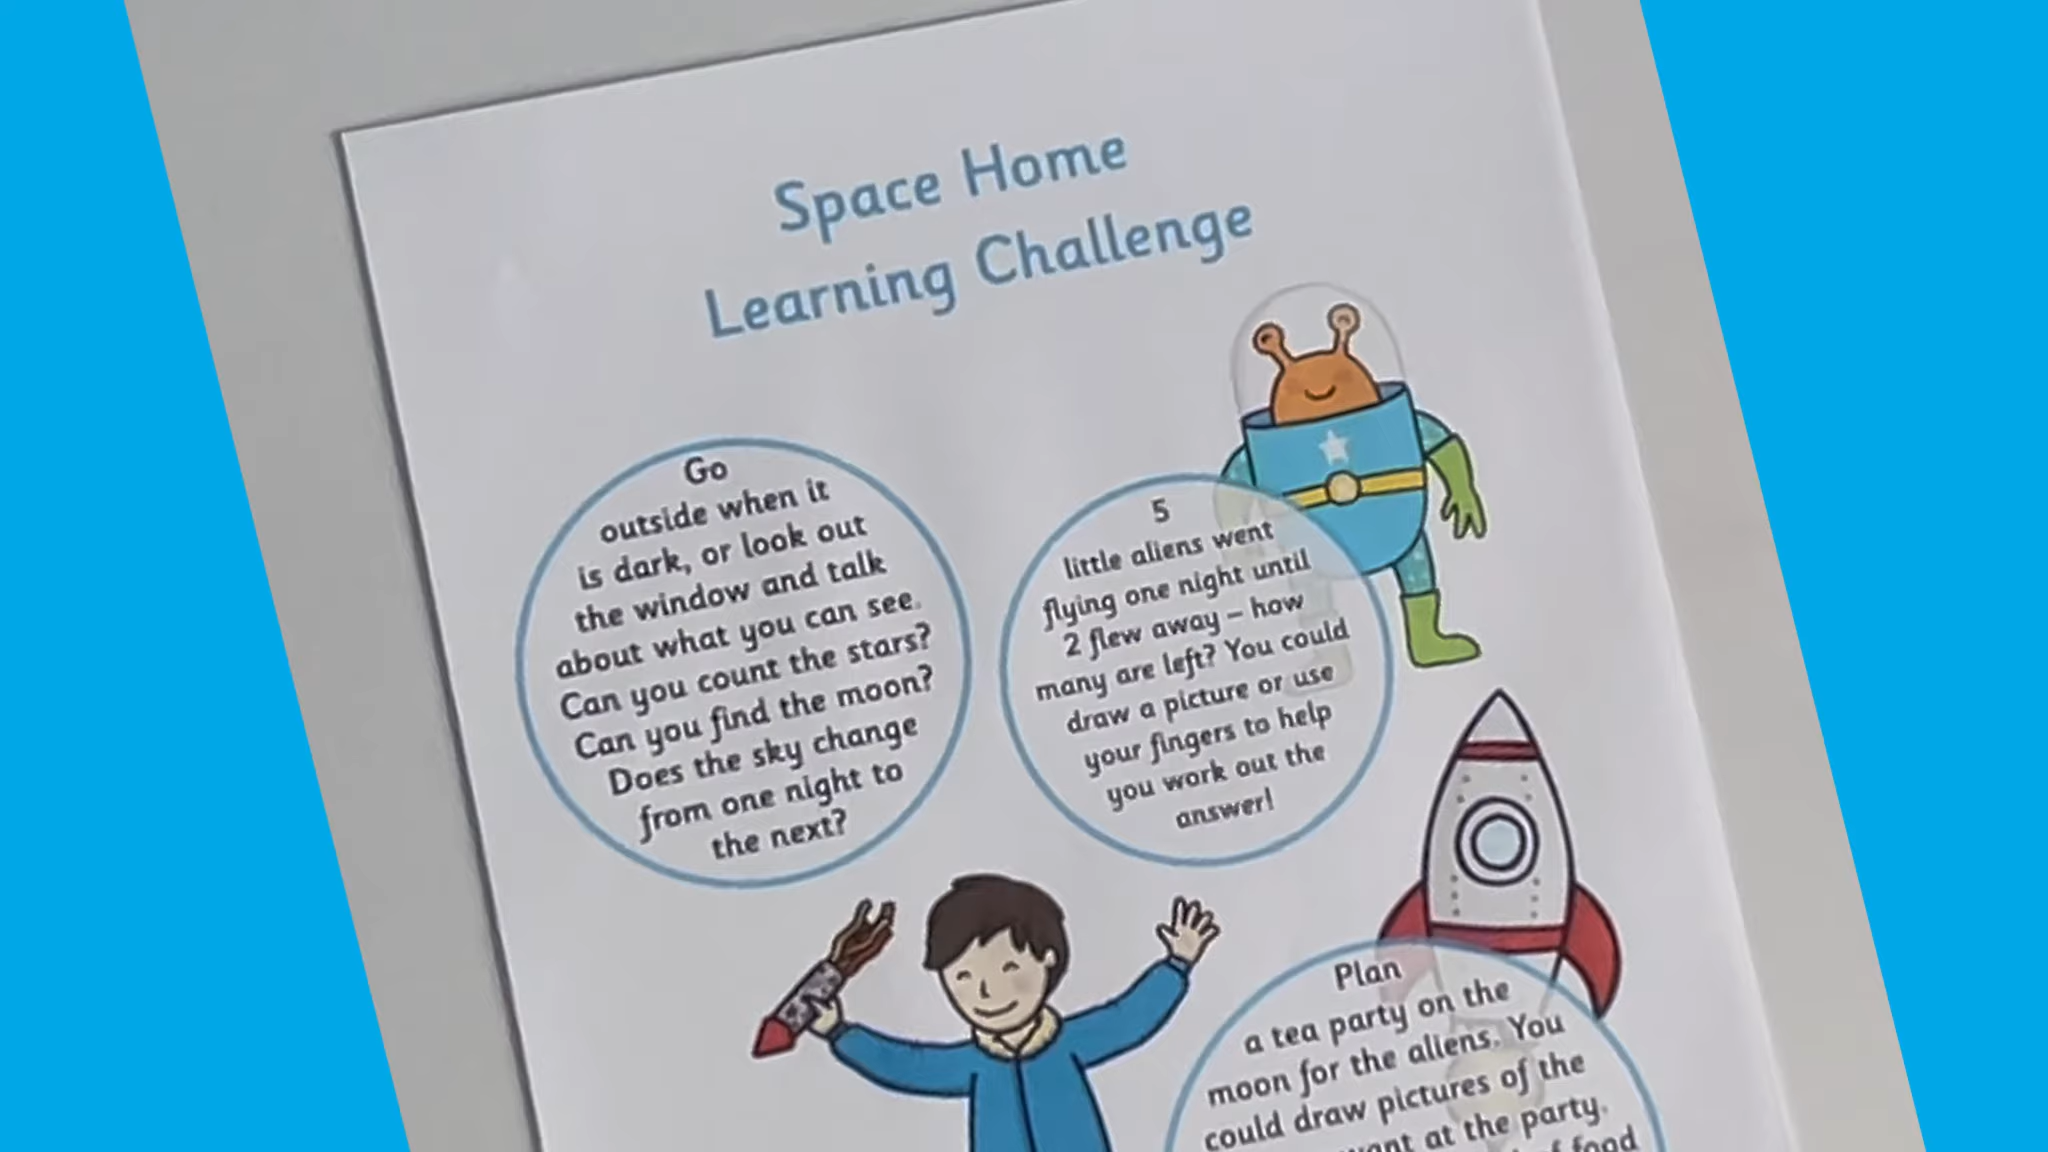 Space Home
Learning Challenge
Go
outside when it
is dark, or look out
the window and talk
about what you can see.
Can you count the stars?
Can you find the moon?
Does the sky change
from one night to
the next?
5
little aliens went
flying one night until
2 flew away – how
many are left? You could
draw a picture or use
your fingers to help
you work out the
answer!
Plan
a tea party on the
moon for the aliens. You
could draw pictures of the
at the party.
of food